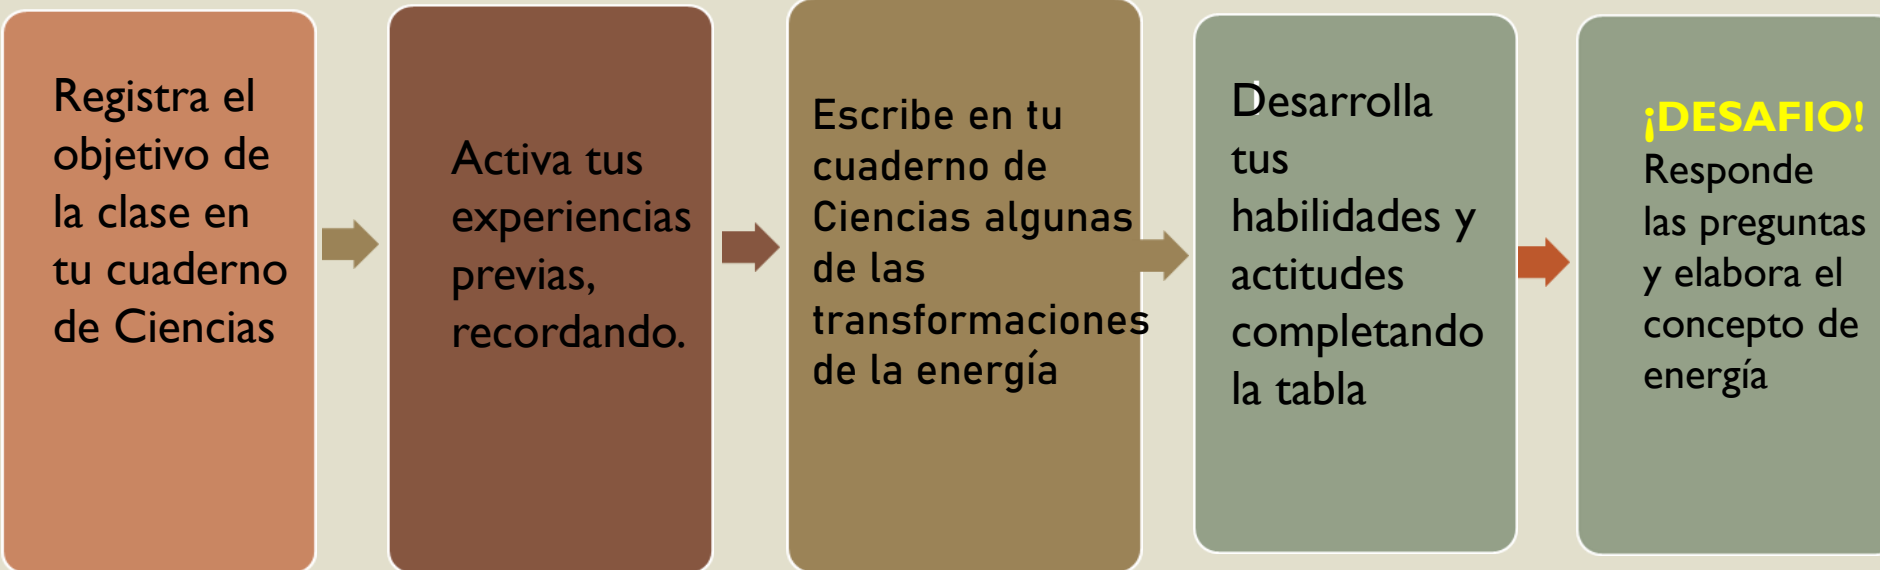 Registra el
objetivo de
la clase en
tu cuaderno
de Ciencias
Activa tus
experiencias
previas,
recordando.
Escribe en tu
cuaderno de
Ciencias algunas
de las
transformaciones
de la energía
Desarrolla
tus
habilidades y
actitudes
completando
la tabla
¡DESAFIO!
Responde
las preguntas
y elabora el
concepto de
energía